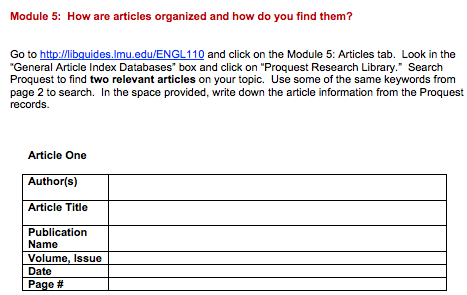 Module 5:  How are articles organized and how do you find them?
Go to http://libguides.lmu.edu/ENGL110 and click on the Module 5: Articles tab.  Look in the
"General Article Index Databases" box and click on "Proquest Research Library."  Search
Proquest to find two relevant articles on your topic.  Use some of the same keywords from
page 2 to search.  In the space provided, write down the article information from the Proquest
records.
Article One
Author(s)
Article Title
Publication
Name
Volume, Issue
Date
Page #